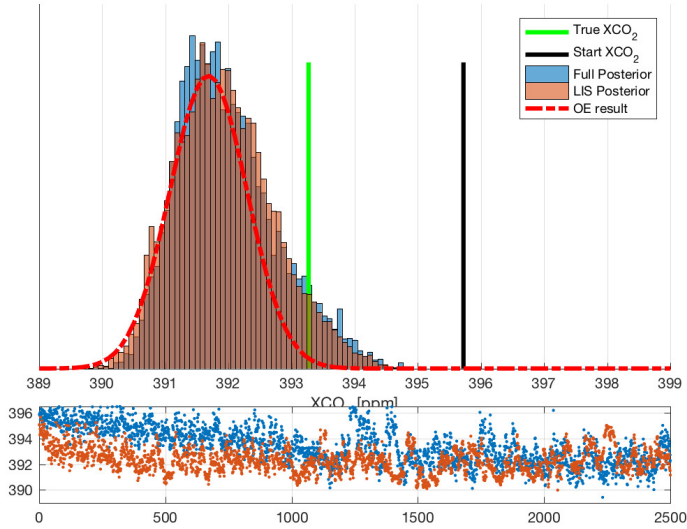 True XCO2
Start XCO2
Full Posterior
LIS Posterior
OE result
389 390 391 392 393 394 395 396 397 398 399
XCO [ppm]
396
394
392
390
0 500 1000 1500 2000 2500